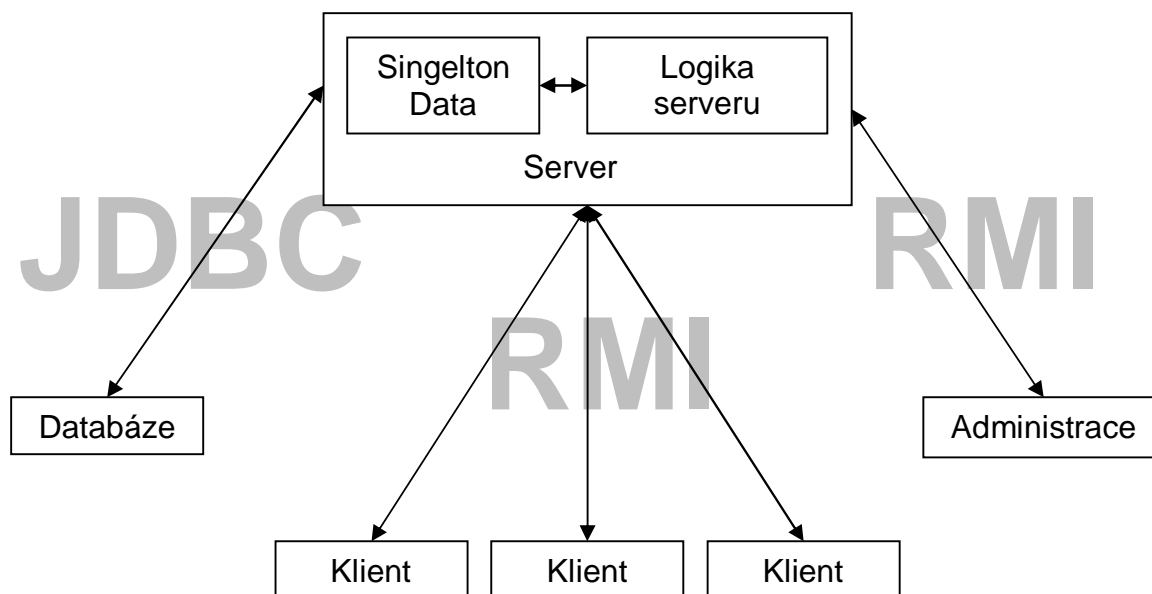 Singelton
Data
Logika
serveru
Server
JDBC
RMI
RMI
Databáze
Administrace
Klient
Klient
Klient